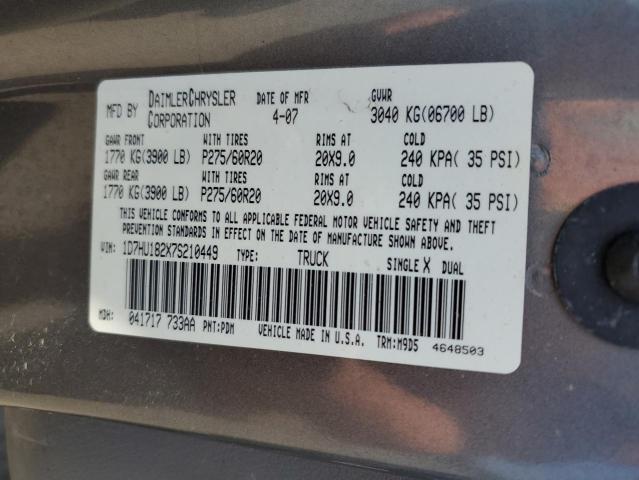 MFD BY DAIMLERCHRYSLER CORPORATION DATE OF MFR 4-07 GVWR 3040 KG(06700 LB)
GAWR FRONT WITH TIRES RIMS AT COLD
1770 KG(3900 LB) P275/60R20 20X9.0 240 KPA( 35 PSI)
GAWR REAR WITH TIRES RIMS AT COLD
1770 KG(3900 LB) P275/60R20 20X9.0 240 KPA( 35 PSI)
THIS VEHICLE CONFORMS TO ALL APPLICABLE FEDERAL MOTOR VEHICLE SAFETY AND THEFT
PREVENTION STANDARDS IN EFFECT ON THE DATE OF MANUFACTURE SHOWN ABOVE.
VIN: 1D7HU182X7S210449 TYPE: TRUCK SINGLE X DUAL
MDH: 041717 733AA PNT:PDM VEHICLE MADE IN U.S.A. TRM:M9D5 4648503